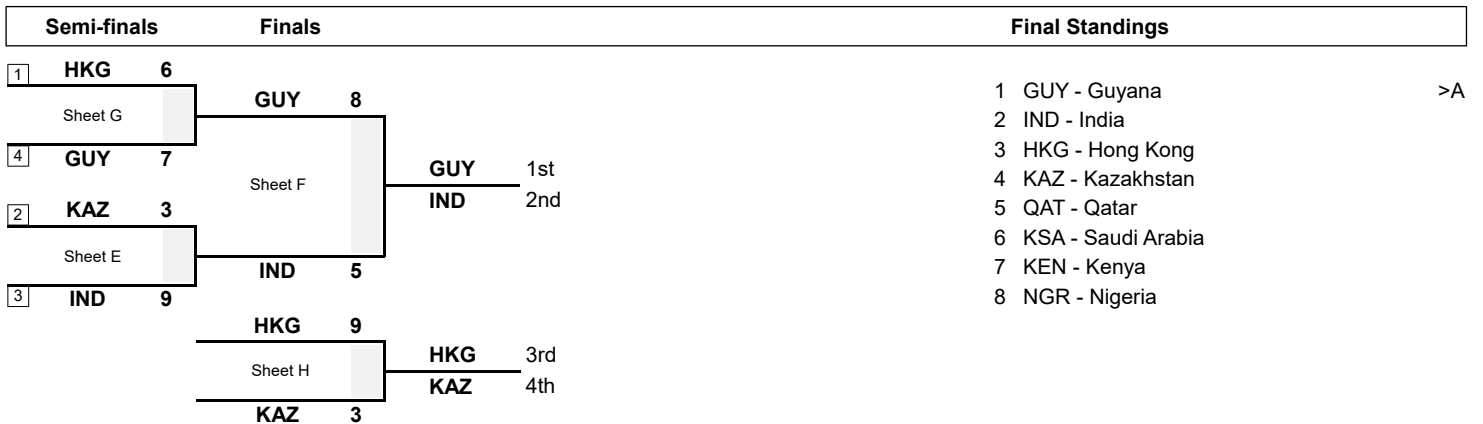 Semi-finals Finals Final Standings
1 HKG 6
Sheet G
4 GUY 7
2 KAZ 3
Sheet E
3 IND 9
GUY 8
Sheet F
IND 5
GUY 1st
IND 2nd
HKG 9
Sheet H
KAZ 3
HKG 3rd
KAZ 4th
1 GUY - Guyana >A
2 IND - India
3 HKG - Hong Kong
4 KAZ - Kazakhstan
5 QAT - Qatar
6 KSA - Saudi Arabia
7 KEN - Kenya
8 NGR - Nigeria